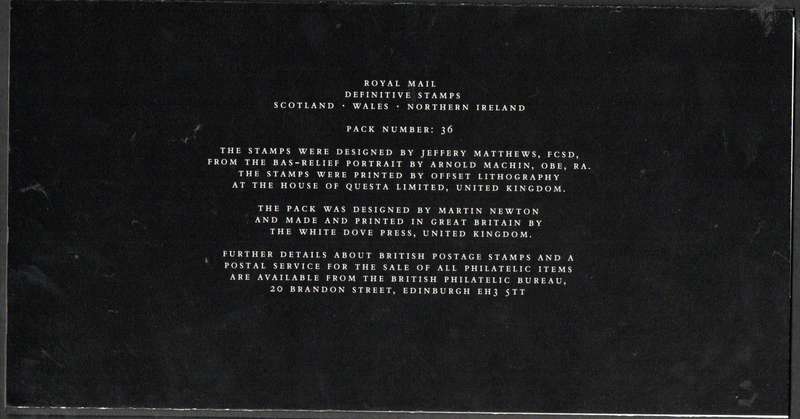 ROYAL MAIL
DEFINITIVE STAMPS
SCOTLAND · WALES · NORTHERN IRELAND
PACK NUMBER: 36
THE STAMPS WERE DESIGNED BY JEFFERY MATTHEWS, FCSD,
FROM THE BAS-RELIEF PORTRAIT BY ARNOLD MACHIN, OBE, RA.
THE STAMPS WERE PRINTED BY OFFSET LITHOGRAPHY
AT THE HOUSE OF QUESTA LIMITED, UNITED KINGDOM.
THE PACK WAS DESIGNED BY MARTIN NEWTON
AND MADE AND PRINTED IN GREAT BRITAIN BY
THE WHITE DOVE PRESS, UNITED KINGDOM.
FURTHER DETAILS ABOUT BRITISH POSTAGE STAMPS AND A
POSTAL SERVICE FOR THE SALE OF ALL PHILATELIC ITEMS
ARE AVAILABLE FROM THE BRITISH PHILATELIC BUREAU,
20 BRANDON STREET, EDINBURGH EH3 5TT